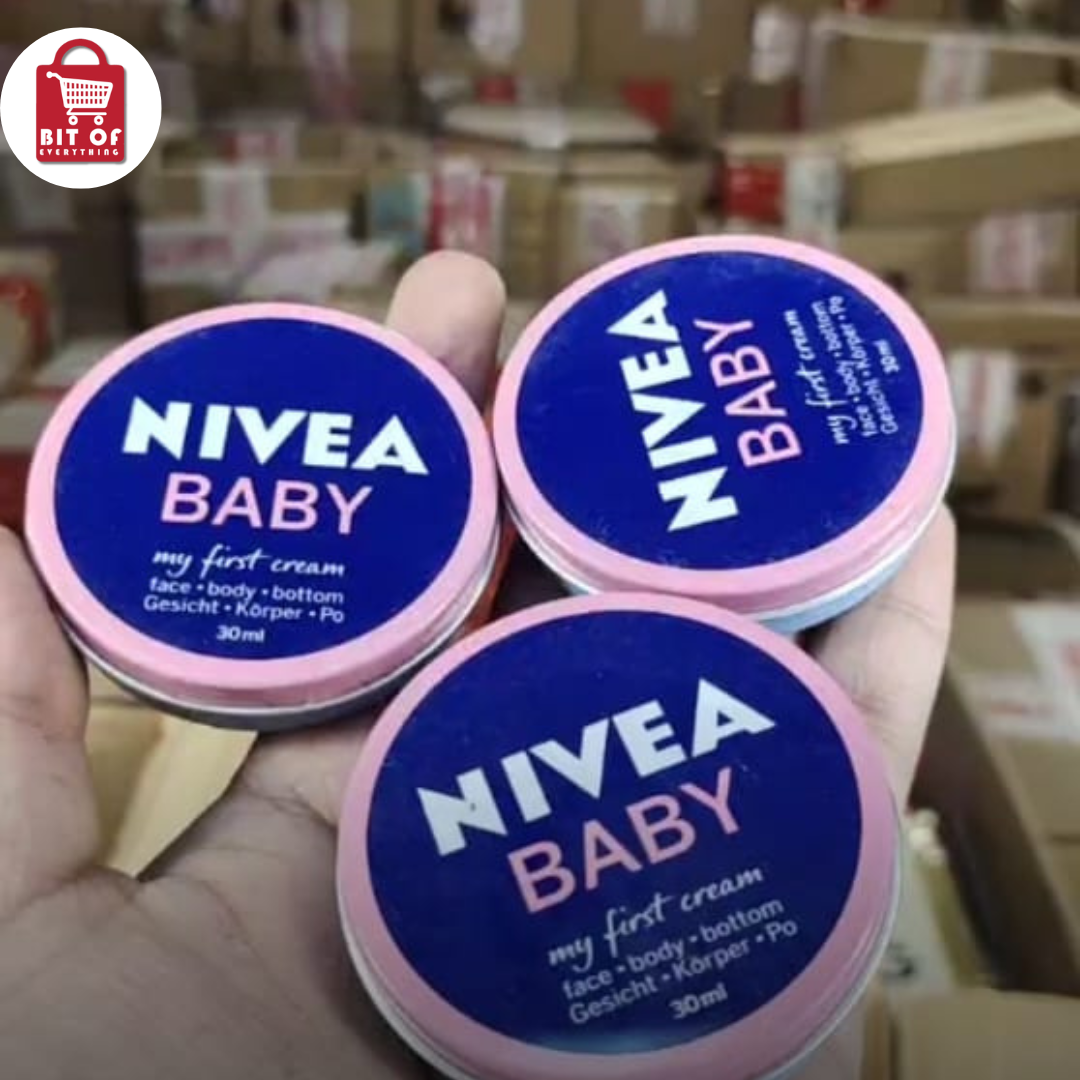 BIT OF
EVERYTHING
NIVEA
BABY
my first cream
face • body • bottom
Gesicht • Körper • Po
30ml
NIVEA
BABY
my first cream
face • body • bottom
Gesicht • Körper • Po
30ml
NIVEA
BABY
my first cream
face • body • bottom
Gesicht • Körper • Po
30ml